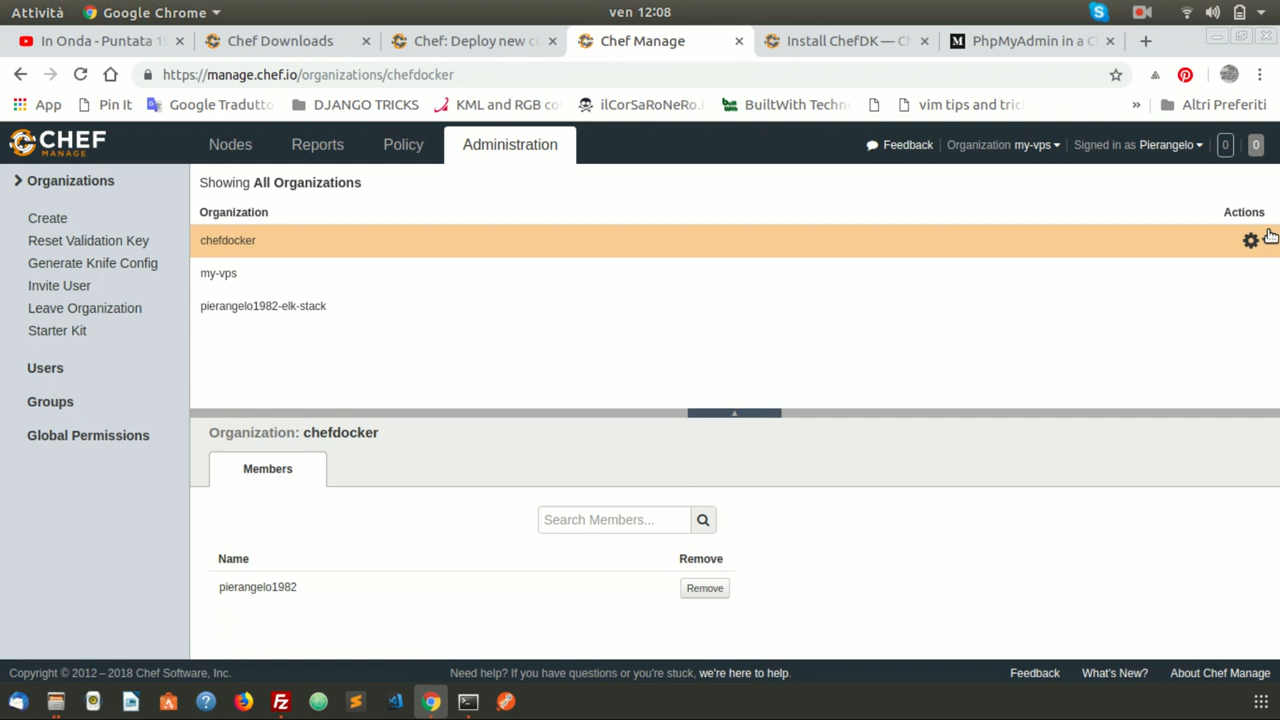 Attività
Google Chrome
ven 12:08
In Onda - Puntata 1
Chef Downloads
Chef: Deploy new c
Chef Manage
Install ChefDK — C
PhpMyAdmin in a C
https://manage.chef.io/organizations/chefdocker
App
Pin It
Google Tradutto
DJANGO TRICKS
KML and RGB co
ilCorSaRoNeRo.i
BuiltWith Techn
vim tips and tric
»
Altri Preferiti
CHEF
MANAGE
Nodes
Reports
Policy
Administration
Feedback
Organization my-vps
Signed in as Pierangelo
0
0
Organizations
Create
Reset Validation Key
Generate Knife Config
Invite User
Leave Organization
Starter Kit
Users
Groups
Global Permissions
Showing All Organizations
Organization
Actions
chefdocker
my-vps
pierangelo1982-elk-stack
Organization: chefdocker
Members
Search Members...
Name
Remove
pierangelo1982
Remove
Copyright © 2012 – 2018 Chef Software, Inc.
Need help? If you have questions or you're stuck, we're here to help.
Feedback
What's New?
About Chef Manage